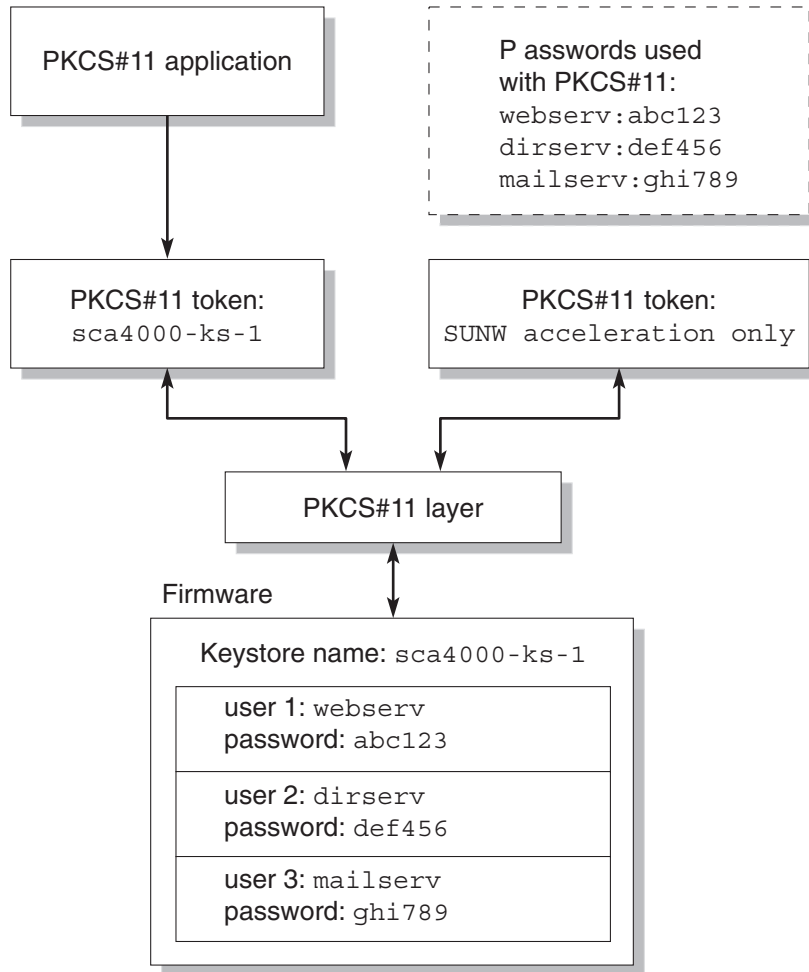 PKCS#11 application
P asswords used
with PKCS#11:
webserv:abc123
dirserv:def456
mailserv:ghi789
PKCS#11 token:
sca4000-ks-1
PKCS#11 token:
SUNW acceleration only
PKCS#11 layer
Firmware
Keystore name: sca4000-ks-1
user 1: webserv
password: abc123
user 2: dirserv
password: def456
user 3: mailserv
password: ghi789